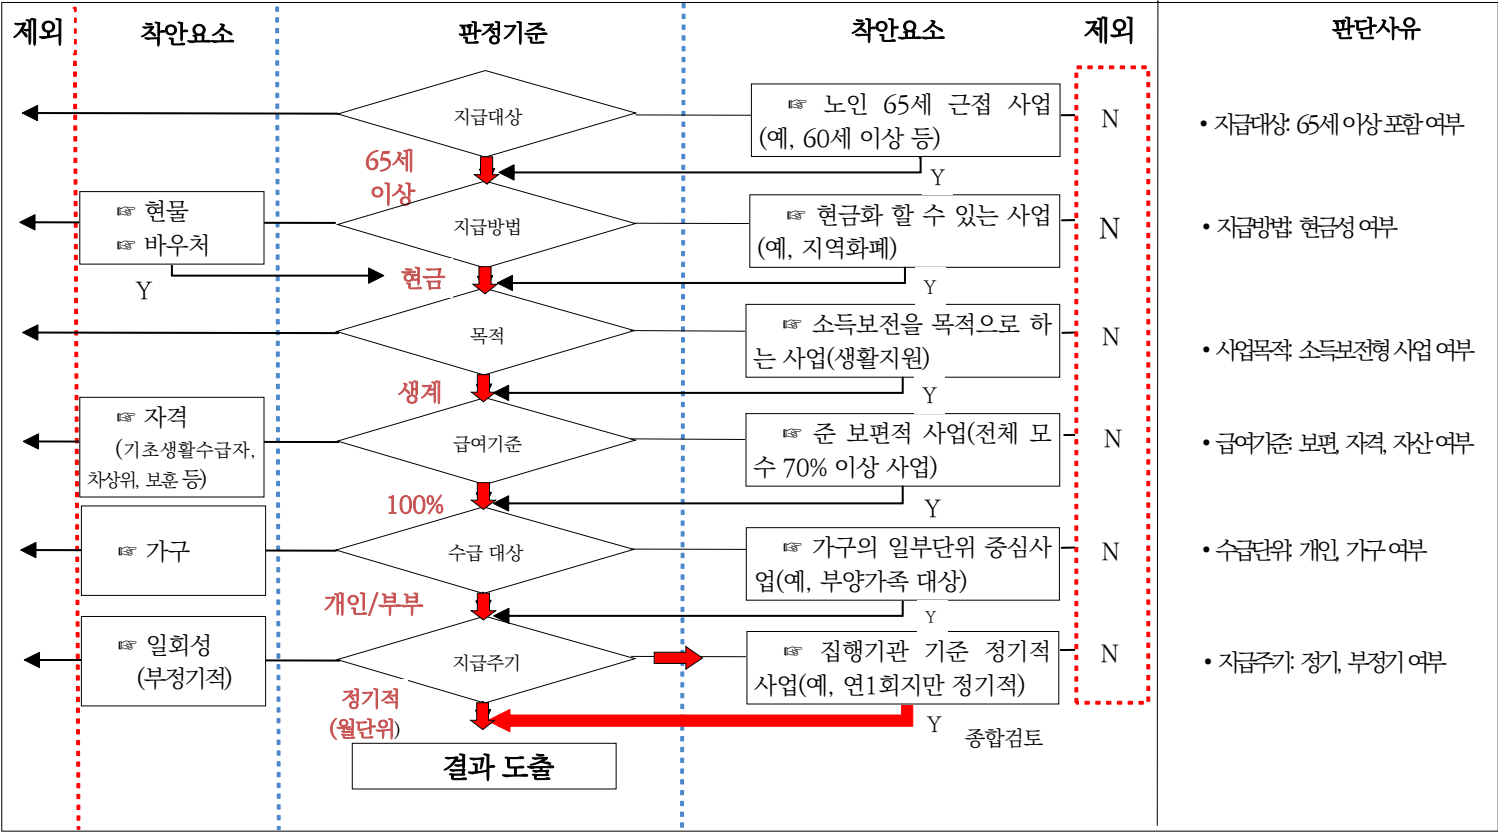 제외
착안요소
판정기준
착안요소
제외
판단사유
지급대상
☞ 노인 65세 근접 사업
(예, 60세 이상 등)
N
• 지급대상: 65세 이상 포함 여부
65세
이상
Y
☞ 현물
☞ 바우처
지급방법
☞ 현금화 할 수 있는 사업
(예, 지역화폐)
N
• 지급방법: 현금성 여부
Y
현금
Y
목적
☞ 소득보전을 목적으로 하
는 사업(생활지원)
N
• 사업목적: 소득보전형 사업 여부
생계
Y
☞ 자격
(기초생활수급자,
차상위, 보훈 등)
급여기준
☞ 준 보편적 사업(전체 모
수 70% 이상 사업)
N
• 급여기준: 보편, 자격, 자산 여부
100%
Y
☞ 가구
수급 대상
☞ 가구의 일부단위 중심사
업(예, 부양가족 대상)
N
• 수급단위: 개인, 가구 여부
개인/부부
Y
☞ 일회성
(부정기적)
지급주기
☞ 집행기관 기준 정기적
사업(예, 연1회지만 정기적)
N
• 지급주기: 정기, 부정기 여부
정기적
(월단위)
Y
종합검토
결과 도출